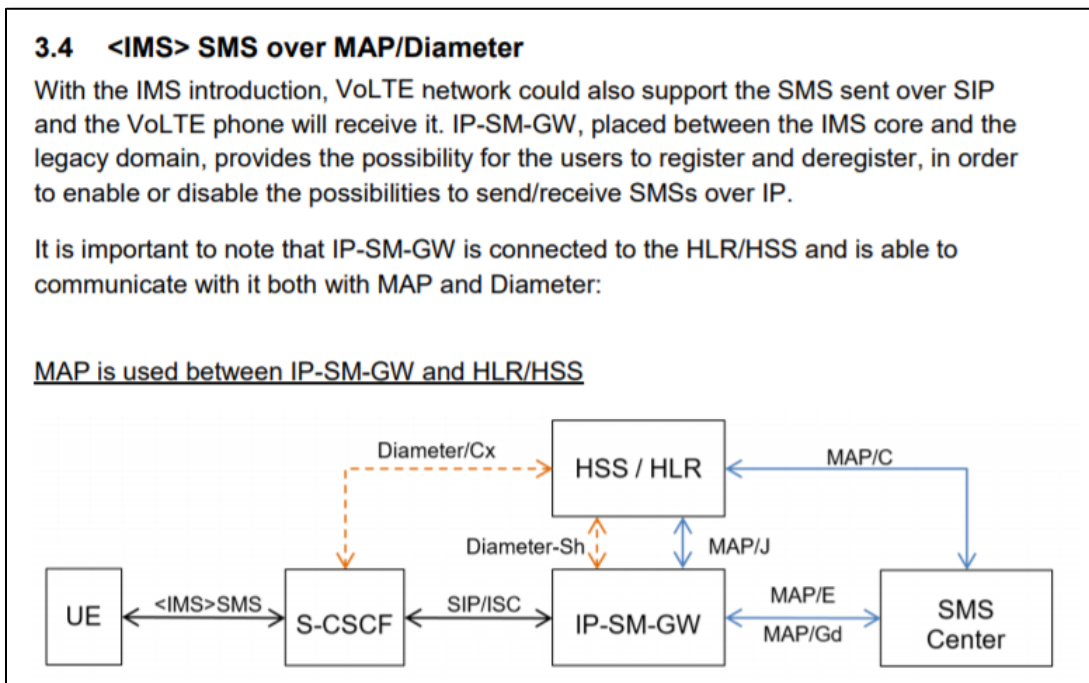 3.4 <IMS> SMS over MAP/Diameter
With the IMS introduction, VoLTE network could also support the SMS sent over SIP
and the VoLTE phone will receive it. IP-SM-GW, placed between the IMS core and the
legacy domain, provides the possibility for the users to register and deregister, in order
to enable or disable the possibilities to send/receive SMSs over IP.
It is important to note that IP-SM-GW is connected to the HLR/HSS and is able to
communicate with it both with MAP and Diameter:
MAP is used between IP-SM-GW and HLR/HSS
Diameter/Cx
HSS / HLR
MAP/C
Diameter-Sh
MAP/J
UE
<IMS>SMS
S-CSCF
SIP/ISC
IP-SM-GW
MAP/E
MAP/Gd
SMS
Center